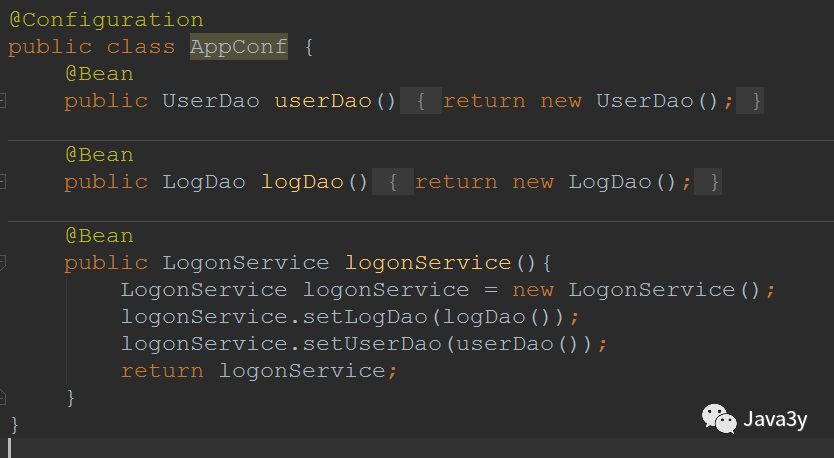 @Configuration
public class AppConf {
    @Bean
    public UserDao userDao() { return new UserDao(); }
    @Bean
    public LogDao logDao() { return new LogDao(); }
    @Bean
    public LogonService logonService(){
        LogonService logonService = new LogonService();
        logonService.setLogDao(logDao());
        logonService.setUserDao(userDao());
        return logonService;
    }
}
Java3y